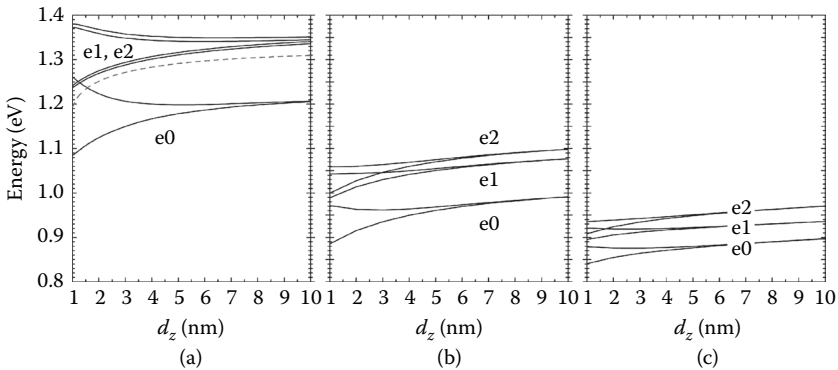 1.4
1.3
1.2
1.1
1.0
0.9
0.8
Energy (eV)
e1, e2
e0
1 2 3 4 5 6 7 8 9 10
d_z (nm)
(a)
e2
e1
e0
1 2 3 4 5 6 7 8 9 10
d_z (nm)
(b)
e2
e1
e0
1 2 3 4 5 6 7 8 9 10
d_z (nm)
(c)